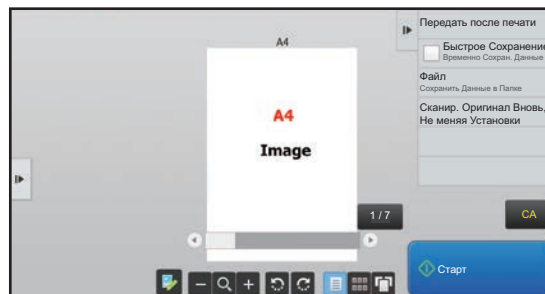 A4
A4
Image
1 / 7
Передать после печати
Быстрое Сохранение
Временно Сохран. Данные
Файл
Сохранить Данные в Папке
Сканир. Оригинал Вновь,
Не меняя Установки
CA
Старт